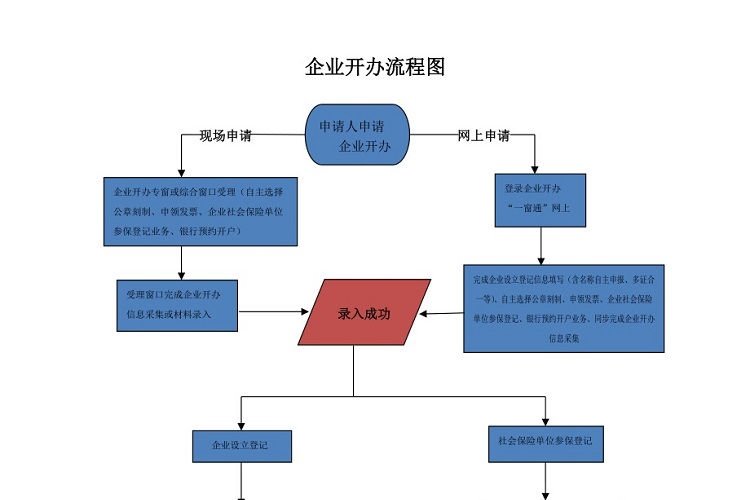 企业开办流程图
申请人申请
企业开办
现场申请
网上申请
企业开办专窗或综合窗口受理（自主选择
公章刻制、申领发票、企业社会保险单位
参保登记业务、银行预约开户）
登录企业开办
“一窗通”网上
受理窗口完成企业开办
信息采集或材料录入
录入成功
完成企业设立登记信息填写（含名称自主申报、多证合
一等）、自主选择公章刻制、申领发票、企业社会保险
单位参保登记、银行预约开户业务、同步完成企业开办
信息采集
企业设立登记
社会保险单位参保登记